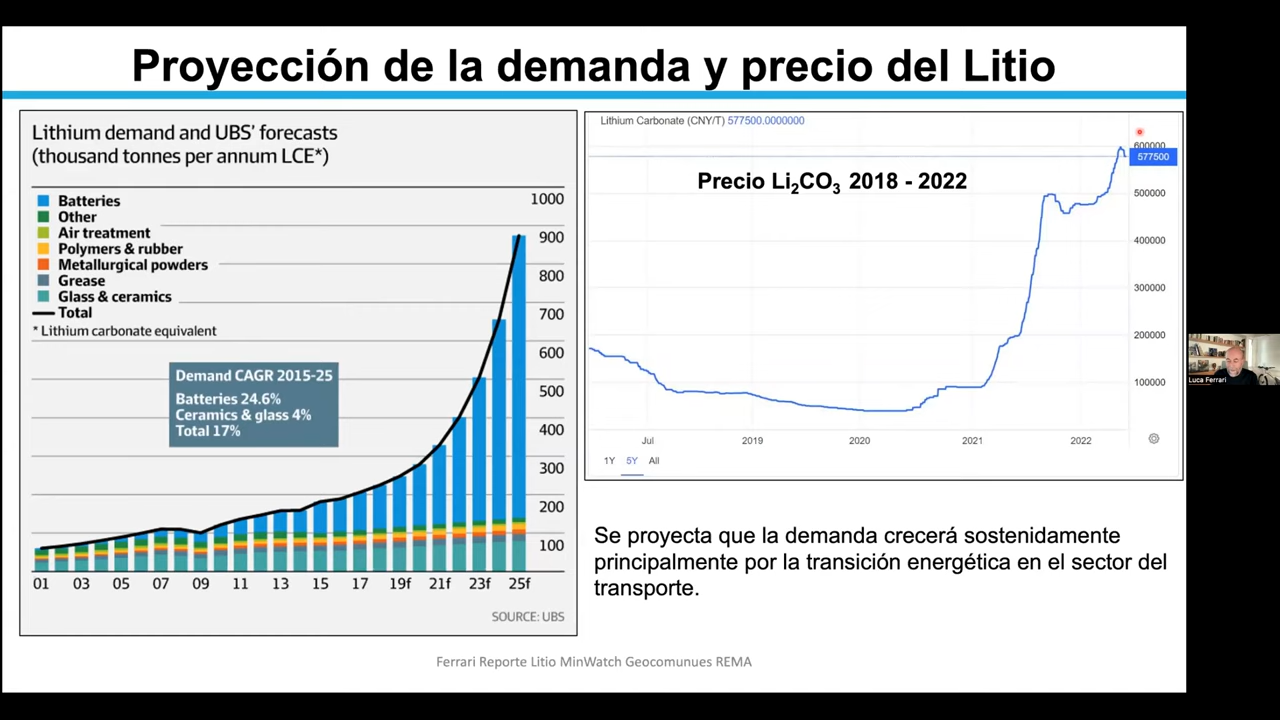 Proyección de la demanda y precio del Litio
Lithium demand and UBS' forecasts
(thousand tonnes per annum LCE*)
Batteries
Other
Air treatment
Polymers & rubber
Metallurgical powders
Grease
Glass & ceramics
Total
* Lithium carbonate equivalent
Demand CAGR 2015-25
Batteries 24.6%
Ceramics & glass 4%
Total 17%
1000
900
800
700
600
500
400
300
200
100
01 03 05 07 09 11 13 15 17 19f 21f 23f 25f
SOURCE: UBS
Lithium Carbonate (CNY/T) 577500.0000000
Precio Li₂CO₃ 2018 - 2022
600000
577500
500000
400000
300000
200000
100000
Jul 2019 2020 2021 2022
1Y 5Y All
Se proyecta que la demanda crecerá sostenidamente
principalmente por la transición energética en el sector del
transporte.
Luca Ferrari
Ferrari Reporte Litio MinWatch Geocomunues REMA